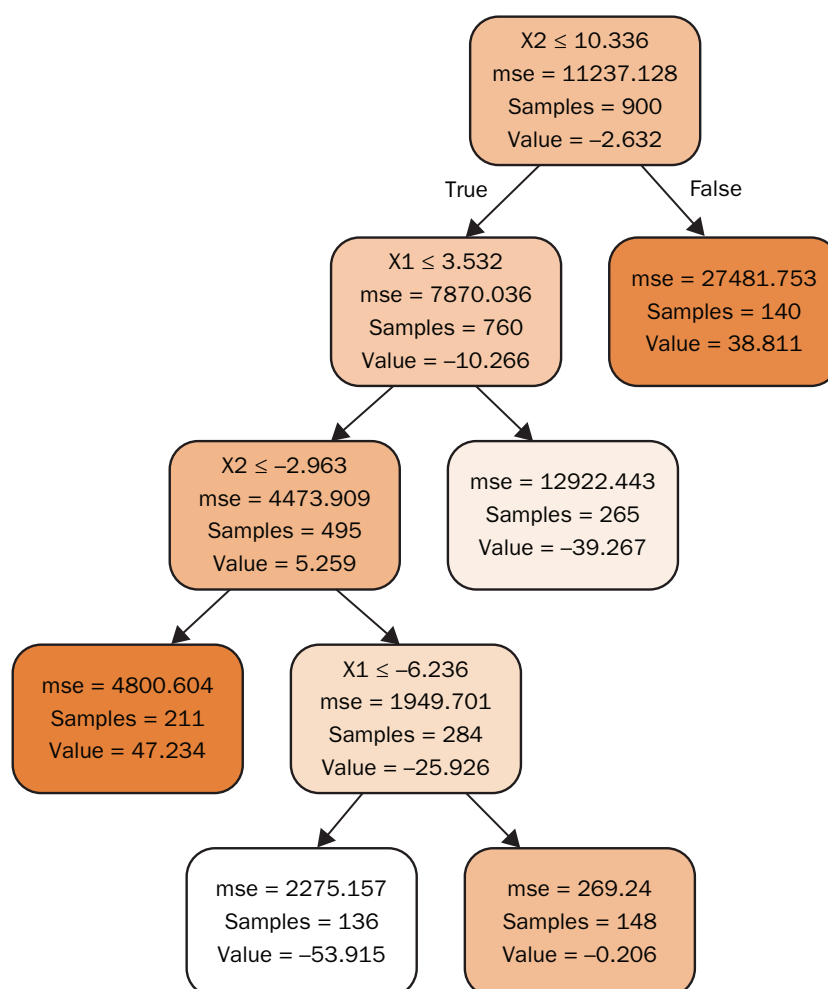 X2 ≤ 10.336
mse = 11237.128
Samples = 900
Value = –2.632
True
False
X1 ≤ 3.532
mse = 7870.036
Samples = 760
Value = –10.266
mse = 27481.753
Samples = 140
Value = 38.811
X2 ≤ –2.963
mse = 4473.909
Samples = 495
Value = 5.259
mse = 12922.443
Samples = 265
Value = –39.267
mse = 4800.604
Samples = 211
Value = 47.234
X1 ≤ –6.236
mse = 1949.701
Samples = 284
Value = –25.926
mse = 2275.157
Samples = 136
Value = –53.915
mse = 269.24
Samples = 148
Value = –0.206